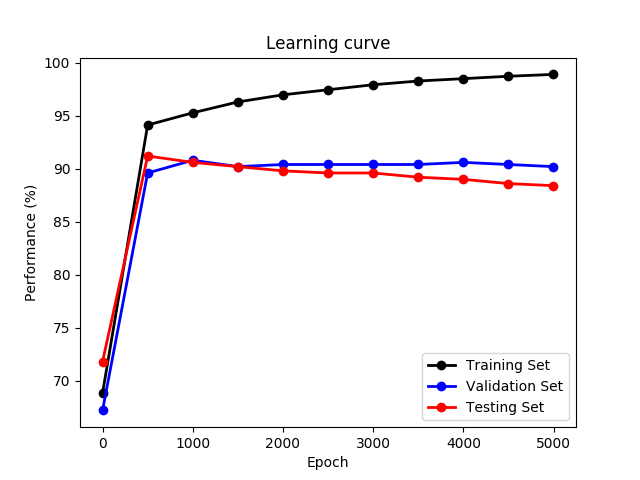 Learning curve
100
95
90
85
80
75
70
Performance (%)
0
1000
2000
3000
4000
5000
Epoch
Training Set
Validation Set
Testing Set